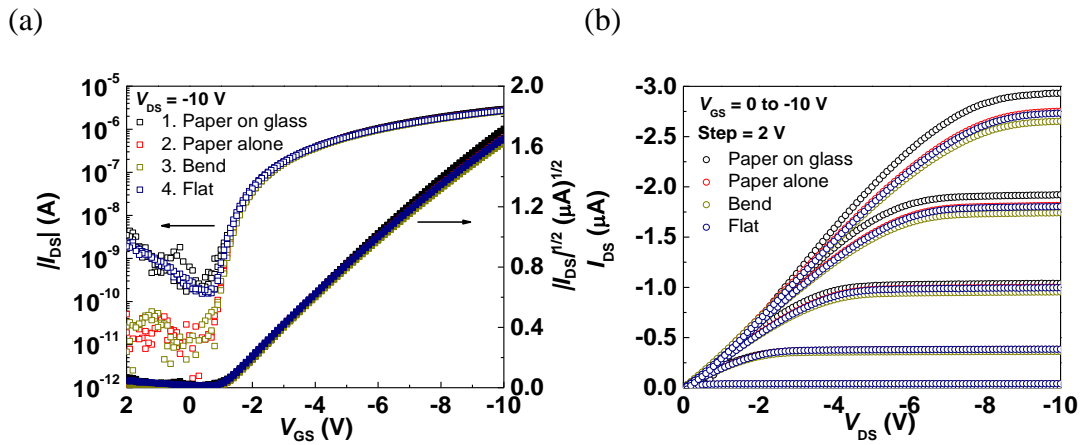 (a)
(b)
V_DS = -10 V
1. Paper on glass
2. Paper alone
3. Bend
4. Flat
10^-5
10^-6
10^-7
10^-8
10^-9
10^-10
10^-11
10^-12
|I_DS| (A)
2 0 -2 -4 -6 -8 -10
V_GS (V)
2.0
1.6
1.2
0.8
0.4
0.0
|I_DS|^1/2 (µA)^1/2
V_GS = 0 to -10 V
Step = 2 V
Paper on glass
Paper alone
Bend
Flat
-3.0
-2.5
-2.0
-1.5
-1.0
-0.5
0.0
I_DS (µA)
0 -2 -4 -6 -8 -10
V_DS (V)